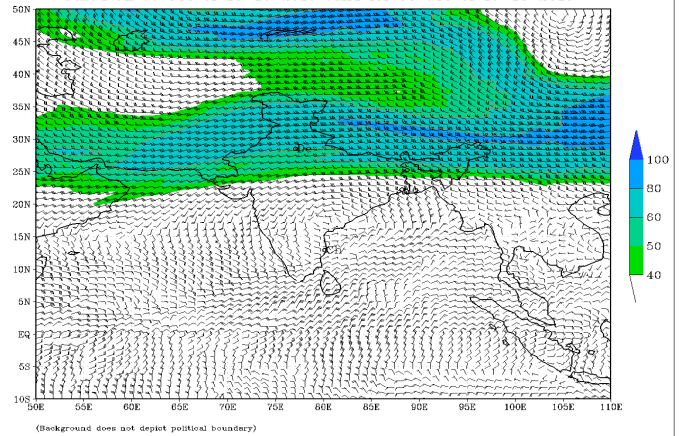 50N
45N
40N
35N
30N
25N
20N
15N
10N
5N
EQ
5S
10S
50E 55E 60E 65E 70E 75E 80E 85E 90E 95E 100E 105E 110E
100
80
60
50
40
(Background does not depict political boundary)